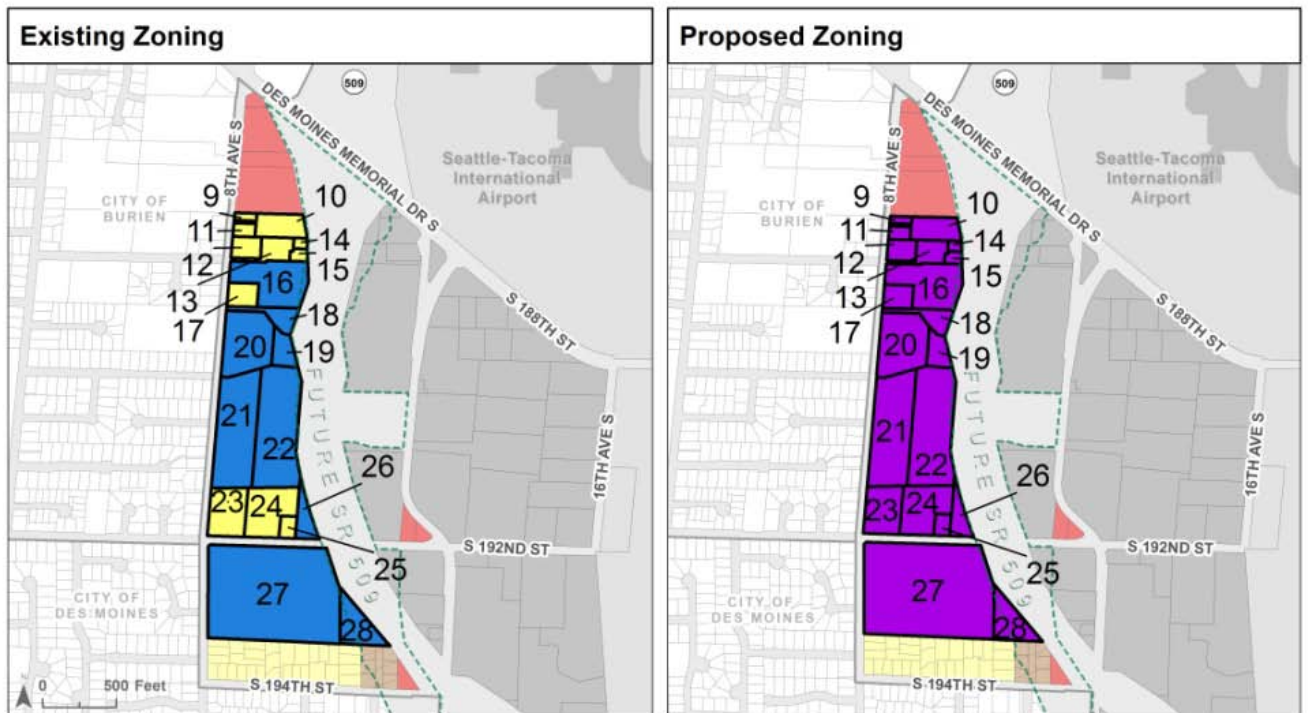 Existing Zoning
509
DES MOINES MEMORIAL DR S
8TH AVE S
Seattle-Tacoma
International
Airport
CITY OF
BURIEN
9
10
11
14
12
15
16
13
17
18
S 188TH ST
20
19
FUTURE SR 509
21
22
16TH AVE S
26
23
24
S 192ND ST
25
27
CITY OF
DES MOINES
28
S 194TH ST
0 500 Feet
Proposed Zoning
509
DES MOINES MEMORIAL DR S
8TH AVE S
Seattle-Tacoma
International
Airport
CITY OF
BURIEN
9
10
11
14
12
15
16
13
17
18
S 188TH ST
20
19
FUTURE SR 509
21
22
16TH AVE S
26
23
24
S 192ND ST
25
27
CITY OF
DES MOINES
28
S 194TH ST